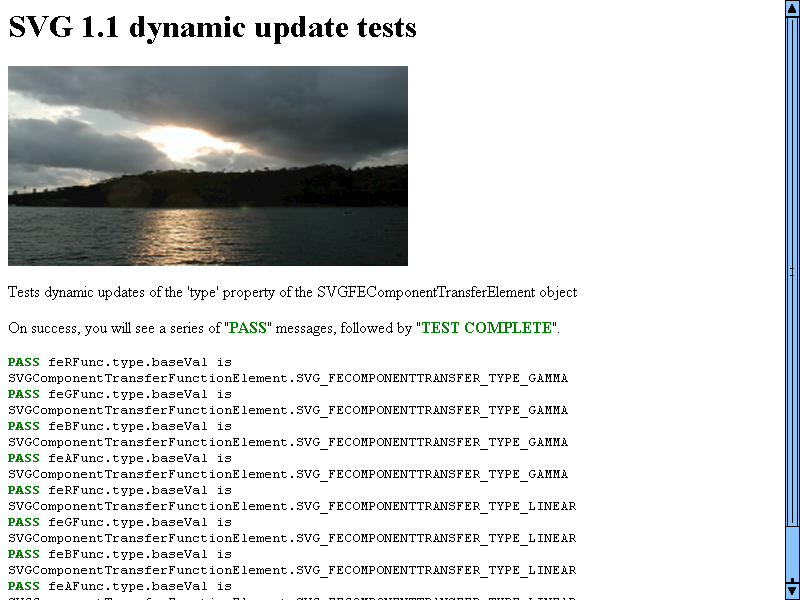 SVG 1.1 dynamic update tests
Tests dynamic updates of the 'type' property of the SVGFEComponentTransferElement object
On success, you will see a series of "PASS" messages, followed by "TEST COMPLETE".
PASS feRFunc.type.baseVal is
SVGComponentTransferFunctionElement.SVG_FECOMPONENTTRANSFER_TYPE_GAMMA
PASS feGFunc.type.baseVal is
SVGComponentTransferFunctionElement.SVG_FECOMPONENTTRANSFER_TYPE_GAMMA
PASS feBFunc.type.baseVal is
SVGComponentTransferFunctionElement.SVG_FECOMPONENTTRANSFER_TYPE_GAMMA
PASS feAFunc.type.baseVal is
SVGComponentTransferFunctionElement.SVG_FECOMPONENTTRANSFER_TYPE_GAMMA
PASS feRFunc.type.baseVal is
SVGComponentTransferFunctionElement.SVG_FECOMPONENTTRANSFER_TYPE_LINEAR
PASS feGFunc.type.baseVal is
SVGComponentTransferFunctionElement.SVG_FECOMPONENTTRANSFER_TYPE_LINEAR
PASS feBFunc.type.baseVal is
SVGComponentTransferFunctionElement.SVG_FECOMPONENTTRANSFER_TYPE_LINEAR
PASS feAFunc.type.baseVal is